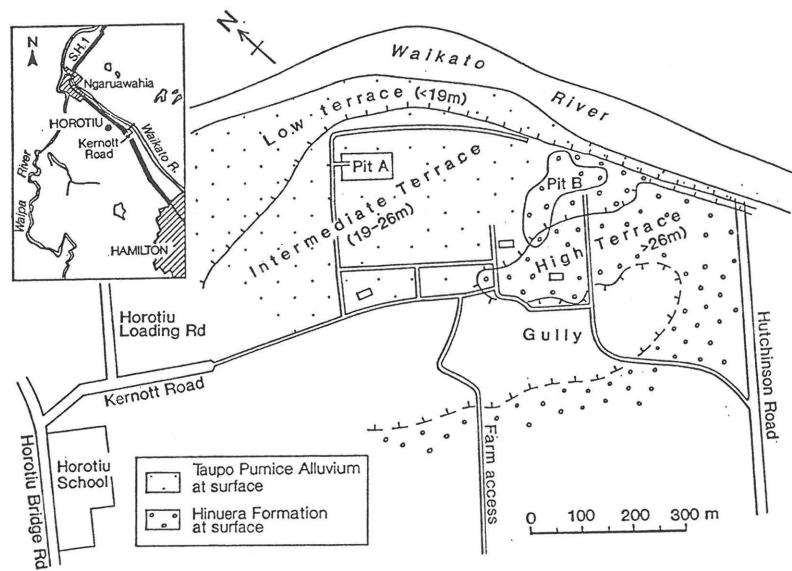 N
S.H.1
Ngaruawahia
HOROTIU
Kernott
Road
Waikato R.
Waipa River
HAMILTON
N
Waikato River
Low terrace (<19m)
Pit A
Intermediate Terrace
(19-26m)
Pit B
High Terrace
>26m)
Gully
Horotiu
Loading Rd
Kernott Road
Horotiu Bridge Rd
Horotiu
School
Farm access
Hutchinson Road
Taupo Pumice Alluvium
at surface
Hinuera Formation
at surface
0 100 200 300 m